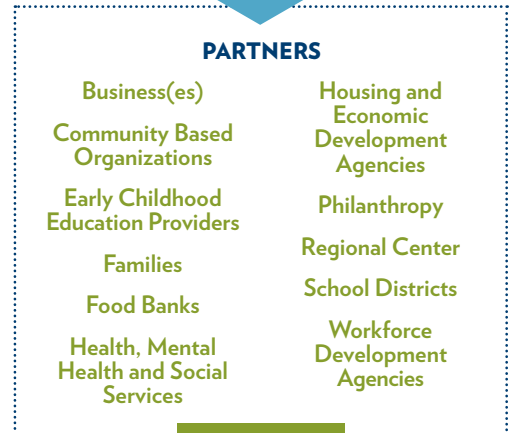 PARTNERS
Business(es)
Community Based
Organizations
Early Childhood
Education Providers
Families
Food Banks
Health, Mental
Health and Social
Services
Housing and
Economic
Development
Agencies
Philanthropy
Regional Center
School Districts
Workforce
Development
Agencies